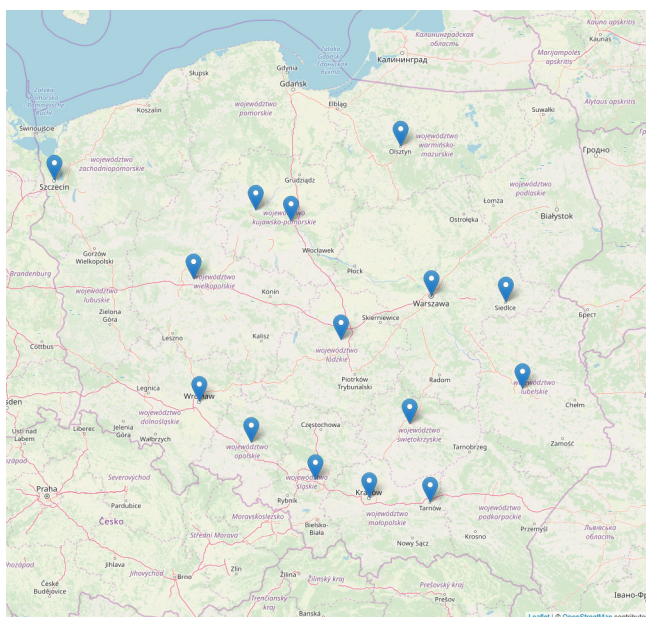 Kauno apskritis
Kaunas
Калининградская
область
Marijampolės
apskritis
Słupsk
Gdynia
Zatoka
Gdańska
Калининград
Gdańsk
Koszalin
Elbląg
Suwałki
Alytaus apskritis
Świnoujście
województwo
pomorskie
województwo
zachodniopomorskie
Olsztyn
województwo
warmińsko-
mazurskie
Гродно
Szczecin
Grudziądz
województwo
podlaskie
Łomża
Białystok
Ostrołęka
województwo
kujawsko-pomorskie
Gorzów
Wielkopolski
Włocławek
Płock
Brandenburg
województwo
wielkopolskie
Konin
Warszawa
Siedlce
Брест
województwo
lubuskie
Zielona
Góra
Skierniewice
Cottbus
Leszno
Kalisz
województwo
łódzkie
Legnica
Piotrków
Trybunalski
Radom
województwo
lubelskie
Wrocław
Chełm
województwo
dolnośląskie
Częstochowa
województwo
świętokrzyskie
Zamość
Ústí nad
Labem
Liberec
Jelenia
Góra
Wałbrzych
województwo
opolskie
Tarnobrzeg
Severovýchod
województwo
śląskie
Praha
Kraków
Rybnik
Tarnów
województwo
podkarpackie
Pardubice
Česko
Moravskoslezsko
Bielsko-
Biała
województwo
małopolskie
Przemyśl
Львівська
область
Střední Morava
Krosno
Nowy Sącz
Jihlava
Jihovýchod
Brno
Zlín
Žilina
Žilinský kraj
Prešovský kraj
České
Budějovice
Trenčiansky
kraj
Prešov
Banská
Leaflet | © OpenStreetMap contributors